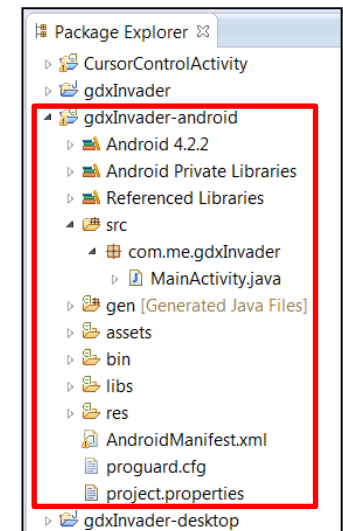 Package Explorer
CursorControlActivity
gdxInvader
gdxInvader-android
Android 4.2.2
Android Private Libraries
Referenced Libraries
src
com.me.gdxInvader
MainActivity.java
gen [Generated Java Files]
assets
bin
libs
res
AndroidManifest.xml
proguard.cfg
project.properties
gdxInvader-desktop